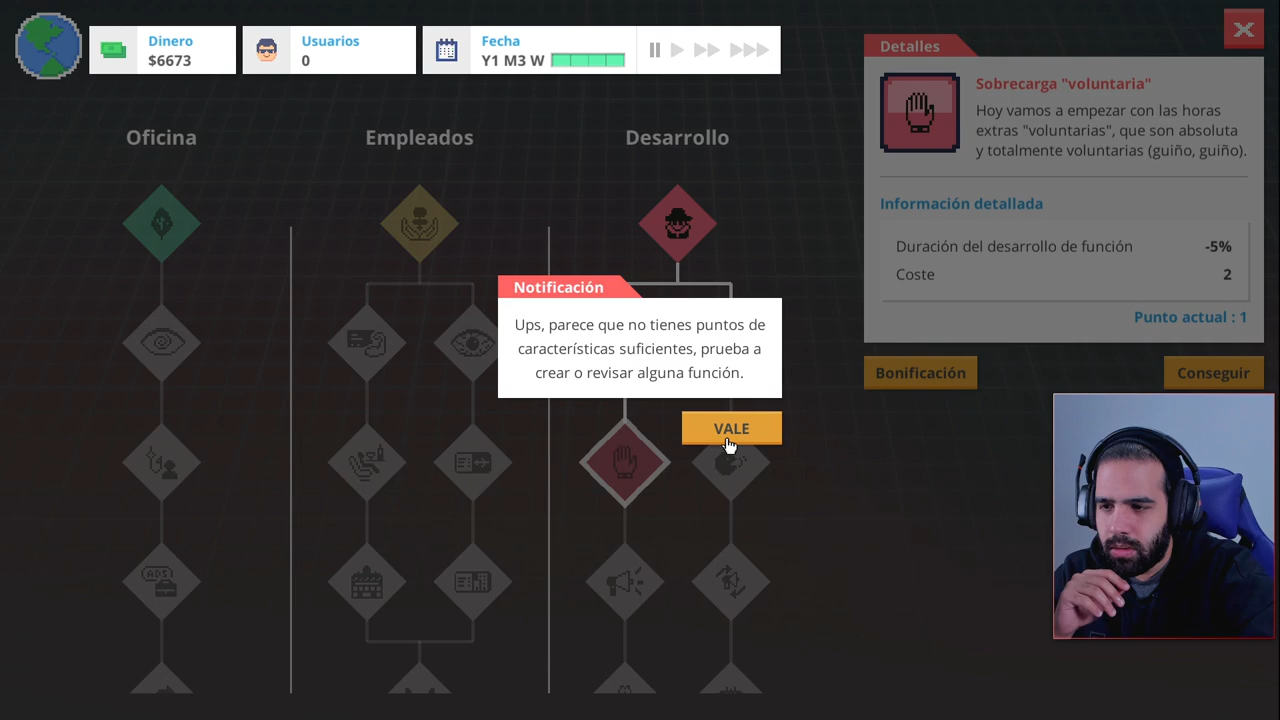 Dinero
$6673
Usuarios
0
Fecha
Y1 M3 W
Oficina
Empleados
Desarrollo
ADS
Notificación
Ups, parece que no tienes puntos de
características suficientes, prueba a
crear o revisar alguna función.
VALE
Detalles
Sobrecarga "voluntaria"
Hoy vamos a empezar con las horas
extras "voluntarias", que son absoluta
y totalmente voluntarias (guiño, guiño).
Información detallada
Duración del desarrollo de función -5%
Coste 2
Punto actual : 1
Bonificación
Conseguir